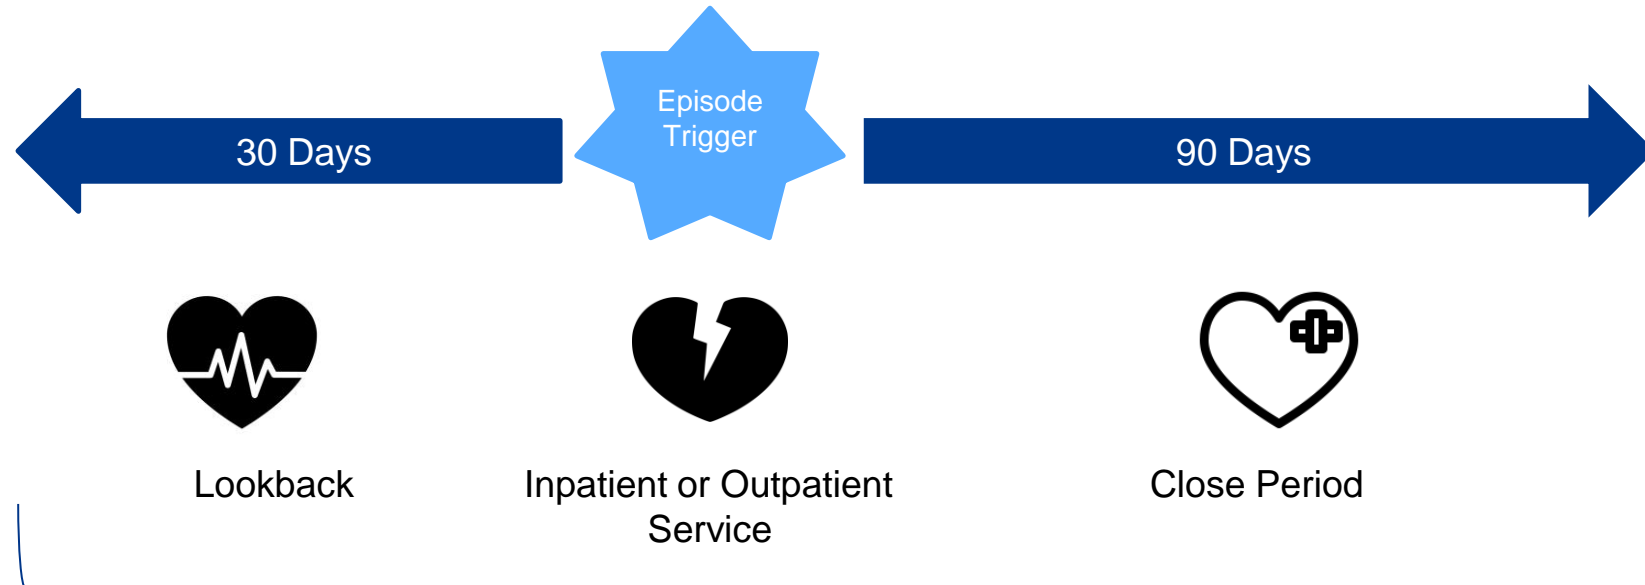 Episode
Trigger
30 Days
90 Days
Lookback
Inpatient or Outpatient
Service
Close Period